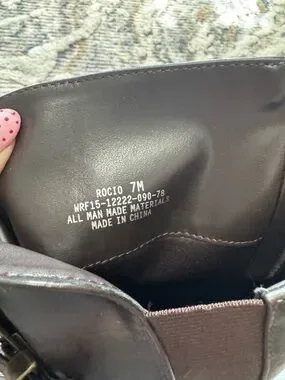 ROCIO 7M
WRF15-12222-090-78
ALL MAN MADE MATERIALS
MADE IN CHINA